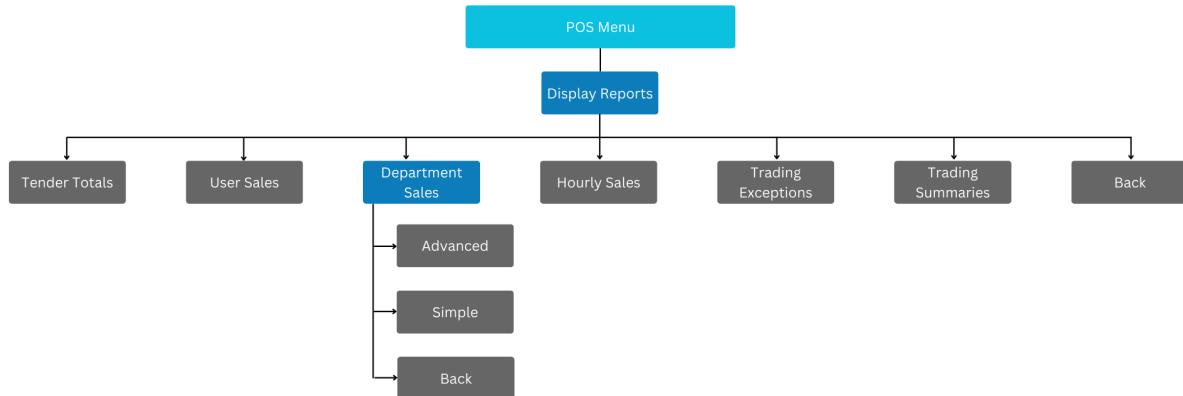 POS Menu
Display Reports
Tender Totals
User Sales
Department
Sales
Hourly Sales
Trading
Exceptions
Trading
Summaries
Back
Advanced
Simple
Back